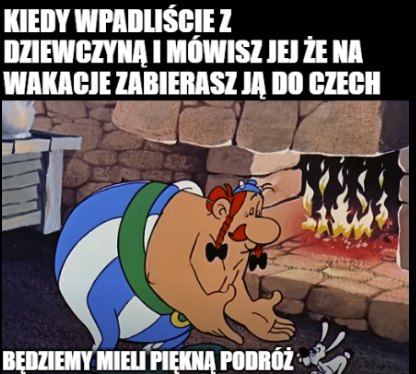 KIEDY WPADLIŚCIE Z
DZIEWCZYNĄ I MÓWISZ JEJ ŻE NA
WAKACJE ZABIERASZ JĄ DO CZECH
BĘDZIEMY MIELI PIĘKNĄ PODRÓŻ